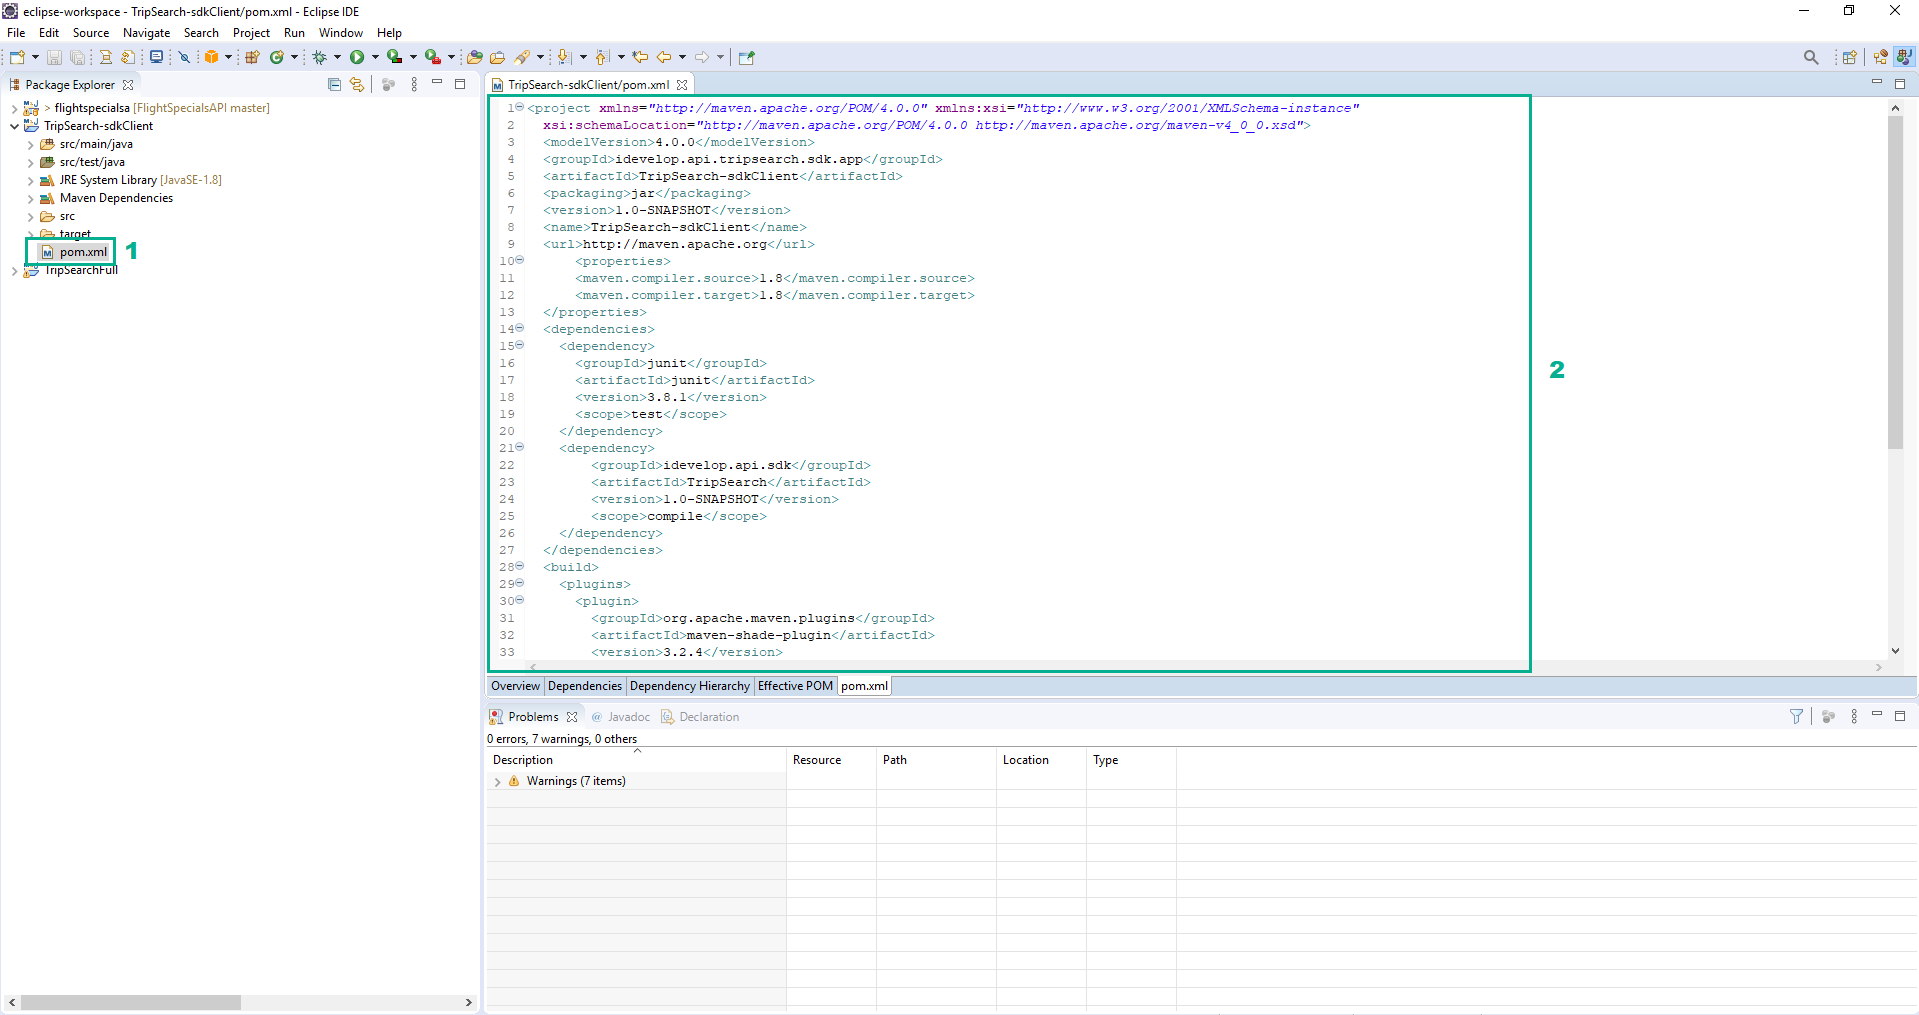 eclipse-workspace - TripSearch-sdkClient/pom.xml - Eclipse IDE
File Edit Source Navigate Search Project Run Window Help
Package Explorer
> flightspecialsa [FlightSpecialsAPI master]
TripSearch-sdkClient
src/main/java
src/test/java
JRE System Library [JavaSE-1.8]
Maven Dependencies
src
target
pom.xml
1
TripSearchFull
TripSearch-sdkClient/pom.xml
1 <project xmlns="http://maven.apache.org/POM/4.0.0" xmlns:xsi="http://www.w3.org/2001/XMLSchema-instance"
2 xsi:schemaLocation="http://maven.apache.org/POM/4.0.0 http://maven.apache.org/maven-v4_0_0.xsd">
3 <modelVersion>4.0.0</modelVersion>
4 <groupId>idevelop.api.tripsearch.sdk.app</groupId>
5 <artifactId>TripSearch-sdkClient</artifactId>
6 <packaging>jar</packaging>
7 <version>1.0-SNAPSHOT</version>
8 <name>TripSearch-sdkClient</name>
9 <url>http://maven.apache.org</url>
10 <properties>
11 <maven.compiler.source>1.8</maven.compiler.source>
12 <maven.compiler.target>1.8</maven.compiler.target>
13 </properties>
14 <dependencies>
15 <dependency>
16 <groupId>junit</groupId>
17 <artifactId>junit</artifactId>
18 <version>3.8.1</version>
19 <scope>test</scope>
20 </dependency>
21 <dependency>
22 <groupId>idevelop.api.sdk</groupId>
23 <artifactId>TripSearch</artifactId>
24 <version>1.0-SNAPSHOT</version>
25 <scope>compile</scope>
26 </dependency>
27 </dependencies>
28 <build>
29 <plugins>
30 <plugin>
31 <groupId>org.apache.maven.plugins</groupId>
32 <artifactId>maven-shade-plugin</artifactId>
33 <version>3.2.4</version>
2
Overview Dependencies Dependency Hierarchy Effective POM pom.xml
Problems @ Javadoc Declaration
0 errors, 7 warnings, 0 others
Description Resource Path Location Type
Warnings (7 items)